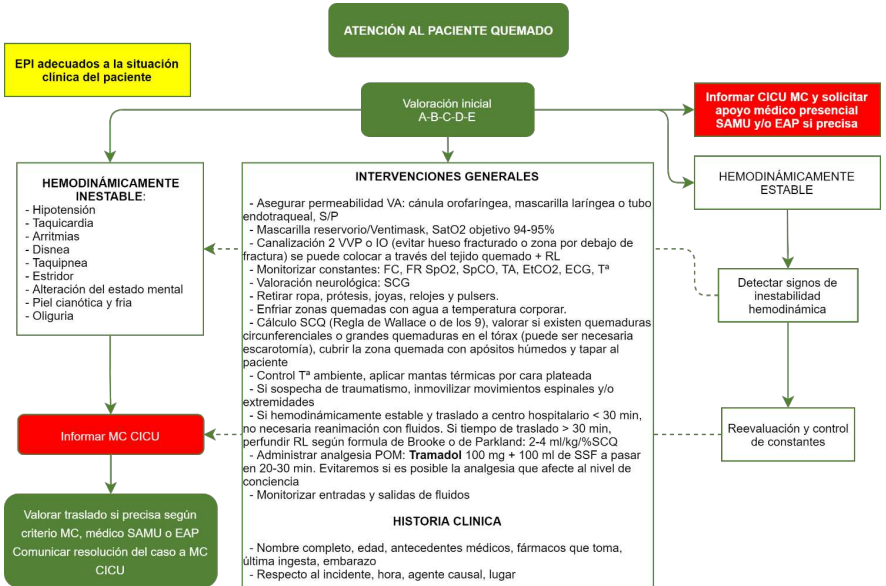 ATENCIÓN AL PACIENTE QUEMADO
EPI adecuados a la situación
clínica del paciente
Valoración inicial
A-B-C-D-E
Informar CICU MC y solicitar
apoyo médico presencial
SAMU y/o EAP si precisa
HEMODINÁMICAMENTE
INESTABLE:
- Hipotensión
- Taquicardia
- Arritmias
- Disnea
- Taquipnea
- Estridor
- Alteración del estado mental
- Piel cianótica y fria
- Oliguria
Informar MC CICU
Valorar traslado si precisa según
criterio MC, médico SAMU o EAP
Comunicar resolución del caso a MC
CICU
INTERVENCIONES GENERALES
- Asegurar permeabilidad VA: cánula orofaríngea, mascarilla laríngea o tubo
endotraqueal, S/P
- Mascarilla reservorio/Ventimask, SatO2 objetivo 94-95%
- Canalización 2 VVP o IO (evitar hueso fracturado o zona por debajo de
fractura) se puede colocar a través del tejido quemado + RL
- Monitorizar constantes: FC, FR SpO2, SpCO, TA, EtCO2, ECG, Tª
- Valoración neurológica: SCG
- Retirar ropa, prótesis, joyas, relojes y pulsers.
- Enfriar zonas quemadas con agua a temperatura corporar.
- Cálculo SCQ (Regla de Wallace o de los 9), valorar si existen quemaduras
circunferenciales o grandes quemaduras en el tórax (puede ser necesaria
escarotomía), cubrir la zona quemada con apósitos húmedos y tapar al
paciente
- Control Tª ambiente, aplicar mantas térmicas por cara plateada
- Si sospecha de traumatismo, inmovilizar movimientos espinales y/o
extremidades
- Si hemodinámicamente estable y traslado a centro hospitalario < 30 min,
no necesaria reanimación con fluidos. Si tiempo de traslado > 30 min,
perfundir RL según formula de Brooke o de Parkland: 2-4 ml/kg/%SCQ
- Administrar analgesia POM: Tramadol 100 mg + 100 ml de SSF a pasar
en 20-30 min. Evitaremos si es posible la analgesia que afecte al nivel de
conciencia
- Monitorizar entradas y salidas de fluidos
HISTORIA CLINICA
- Nombre completo, edad, antecedentes médicos, fármacos que toma,
última ingesta, embarazo
- Respecto al incidente, hora, agente causal, lugar
HEMODINÁMICAMENTE
ESTABLE
Detectar signos de
inestabilidad
hemodinámica
Reevaluación y control de
constantes